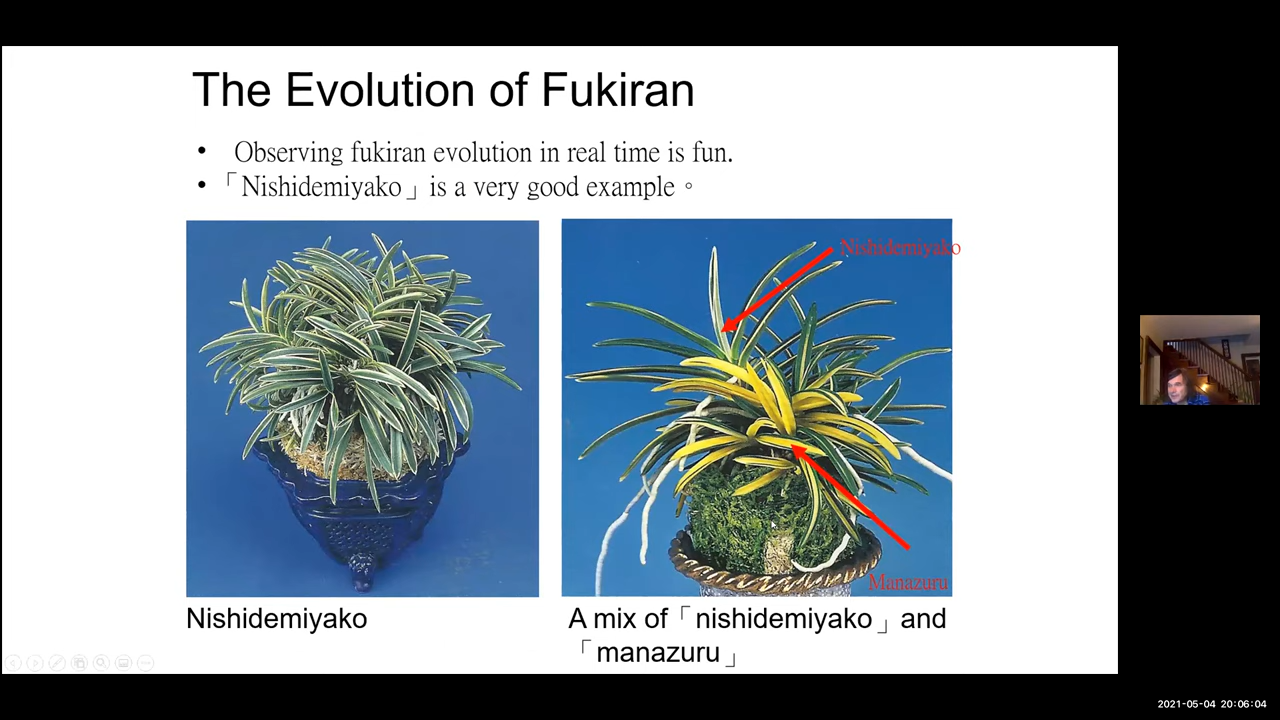 The Evolution of Fukiran
• Observing fukiran evolution in real time is fun.
•「Nishidemiyako」is a very good example。
Nishidemiyako
Manazuru
Nishidemiyako
A mix of「nishidemiyako」and
「manazuru」
2021-05-04 20:06:04